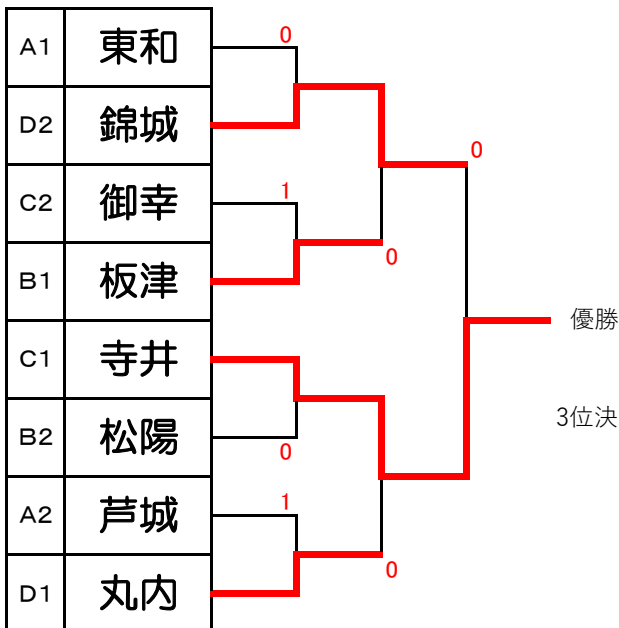 A1 東和 0
D2 錦城
0
C2 御幸 1
0
B1 板津
優勝
C1 寺井
3位決
B2 松陽 0
A2 芦城 1
0
D1 丸内